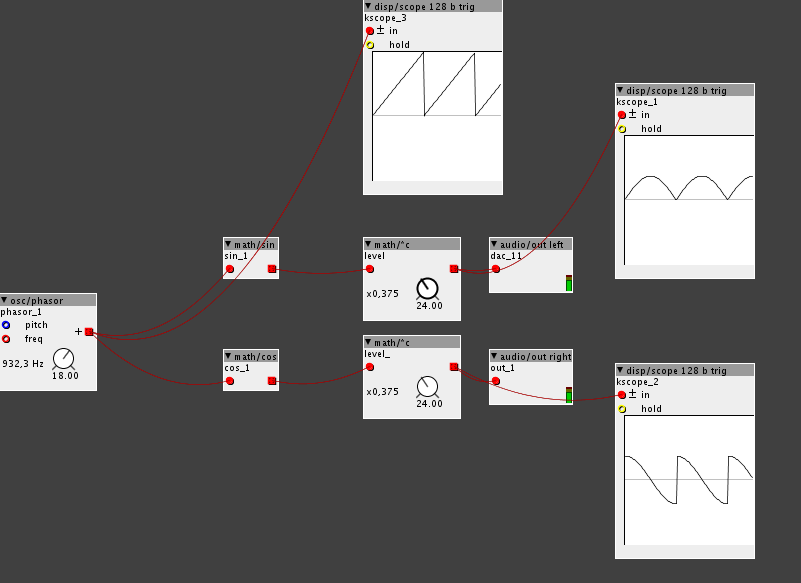 disp/scope 128 b trig
kscope_3
± in
hold
disp/scope 128 b trig
kscope_1
± in
hold
math/sin
sin_1
math/*c
level
x0,375
24.00
audio/out left
dac_11
osc/phasor
phasor_1
pitch
+
freq
932,3 Hz
18.00
math/cos
cos_1
math/*c
level_
x0,375
24.00
audio/out right
out_1
disp/scope 128 b trig
kscope_2
± in
hold